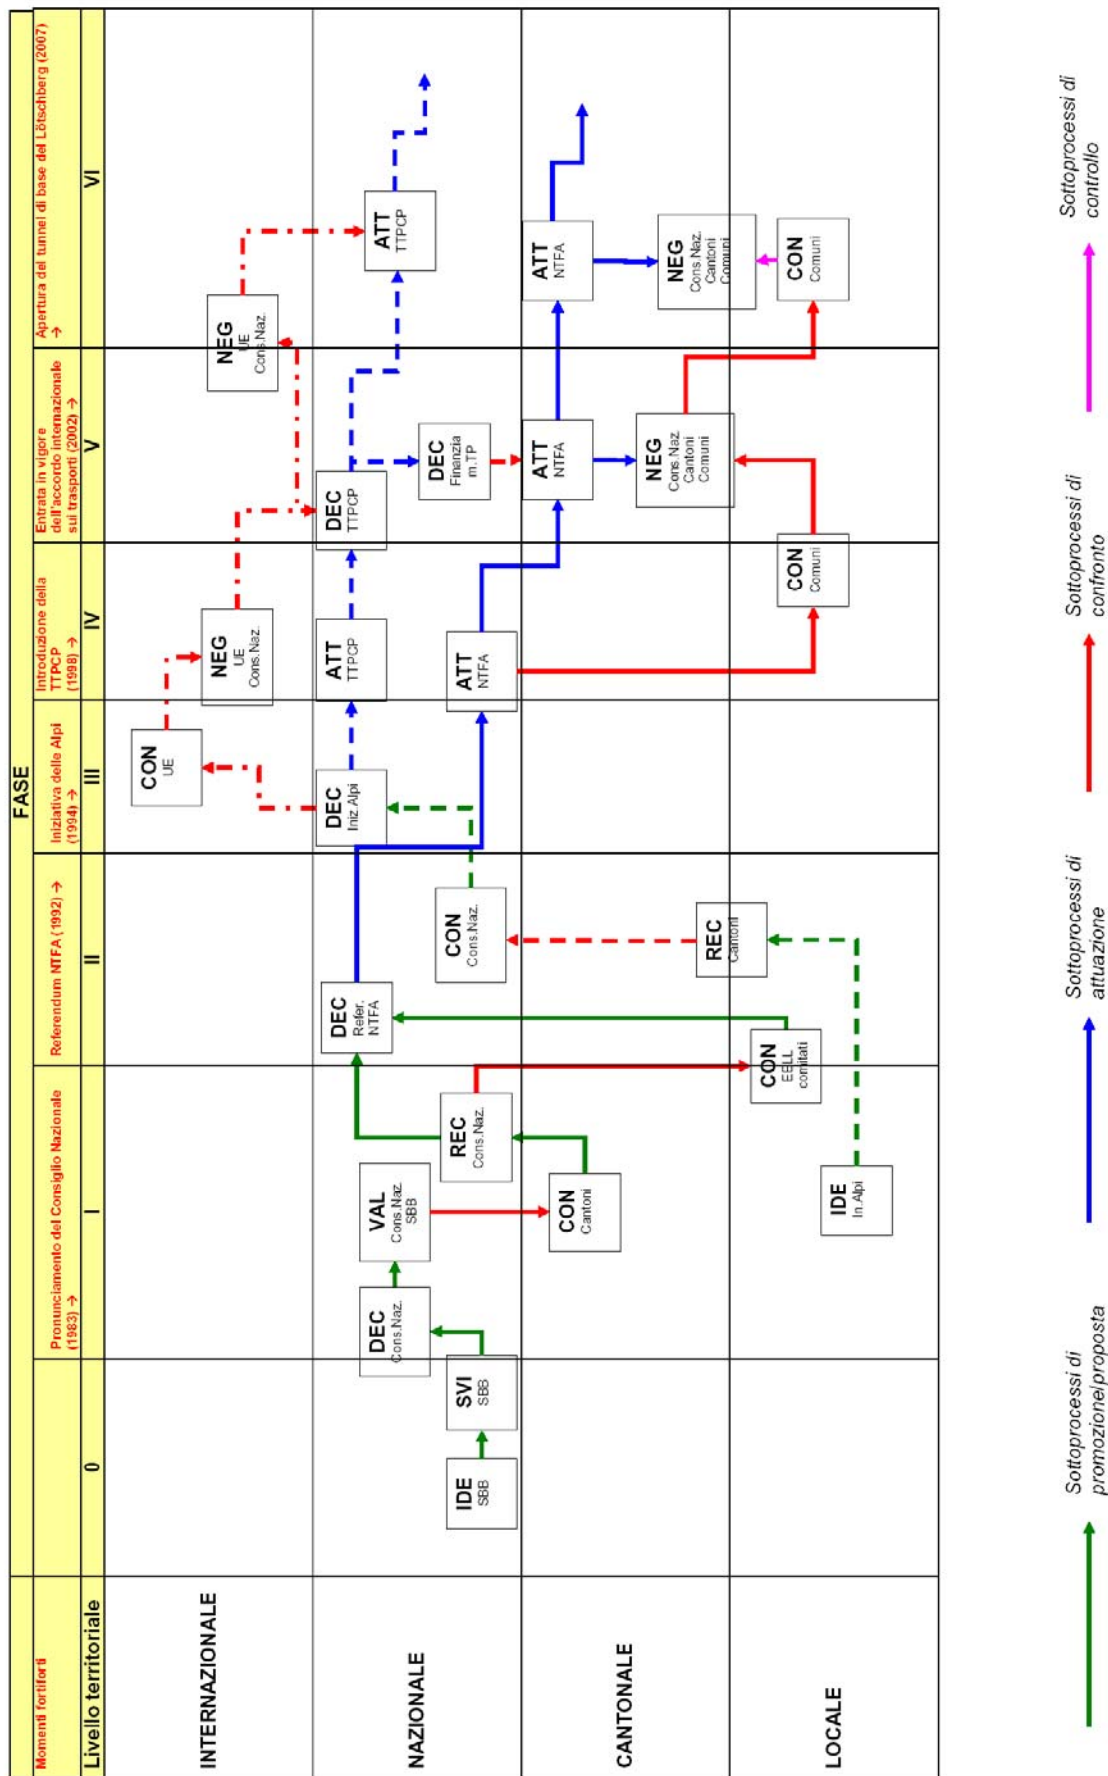 FASE
Momenti fortiforti
Pronunciamento del Consiglio Nazionale
(1983) →
Referendum NTFA (1992) →
Iniziativa delle Alpi
(1994) →
Introduzione della
TTPCP
(1998) →
Entrata in vigore
dell'accordo internazionale
sui trasporti (2002) →
Apertura del tunnel di base del Lötschberg (2007)
→
Livello territoriale
0
I
II
III
IV
V
VI
INTERNAZIONALE
CON
UE
NEG
UE
Cons.Naz.
NEG
UE
Cons.Naz.
NAZIONALE
IDE
SBB
SVI
SBB
DEC
Cons.Naz.
VAL
Cons.Naz.
SBB
REC
Cons.Naz.
DEC
Refer.
NTFA
CON
Cons.Naz.
DEC
Iniz.Alpi
ATT
TTPCP
ATT
NTFA
DEC
TTPCP
DEC
Finanzia
m.TP
ATT
TTPCP
CANTONALE
CON
Cantoni
REC
Cantoni
ATT
NTFA
NEG
Cons.Naz.
Cantoni
Comuni
ATT
NTFA
NEG
Cons.Naz.
Cantoni
Comuni
LOCALE
IDE
In.Alpi
CON
EELL
comitati
CON
Comuni
CON
Comuni
Sottoprocessi di
promozione/proposta
Sottoprocessi di
attuazione
Sottoprocessi di
confronto
Sottoprocessi di
controllo